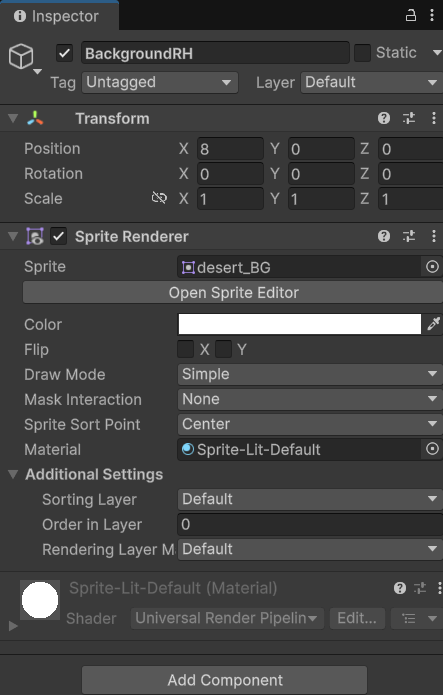 Inspector
BackgroundRH Static
Tag Untagged Layer Default
Transform
Position X 8 Y 0 Z 0
Rotation X 0 Y 0 Z 0
Scale X 1 Y 1 Z 1
Sprite Renderer
Sprite desert_BG
Open Sprite Editor
Color
Flip X Y
Draw Mode Simple
Mask Interaction None
Sprite Sort Point Center
Material Sprite-Lit-Default
Additional Settings
Sorting Layer Default
Order in Layer 0
Rendering Layer M Default
Sprite-Lit-Default (Material)
Shader Universal Render Pipelin Edit...
Add Component